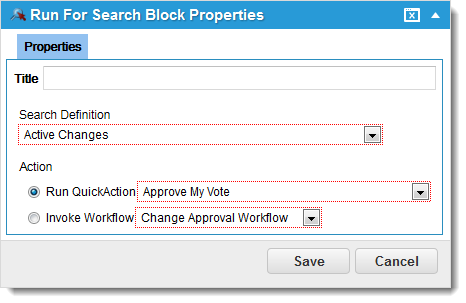 Run For Search Block Properties
Properties
Title
Search Definition
Active Changes
Action
Run QuickAction Approve My Vote
Invoke Workflow Change Approval Workflow
Save Cancel